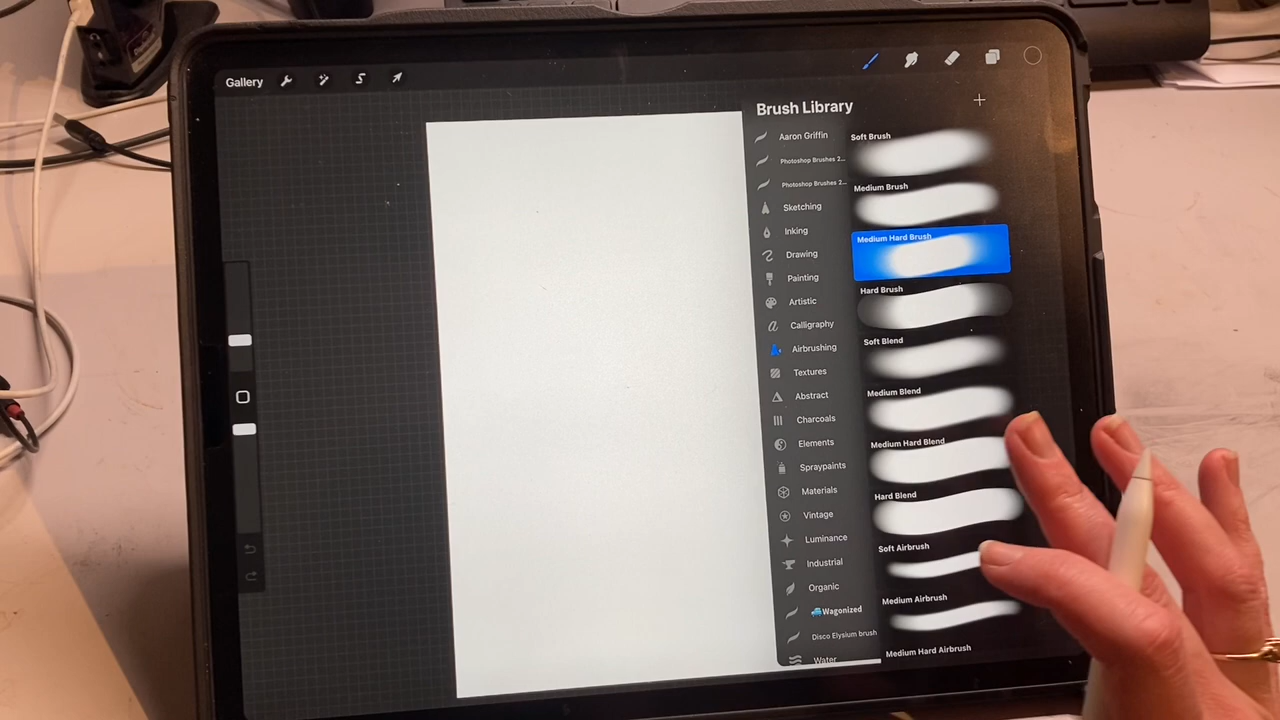 Gallery
Brush Library
Aaron Griffin
Photoshop Brushes 2...
Photoshop Brushes 2...
Sketching
Inking
Drawing
Painting
Artistic
Calligraphy
Airbrushing
Textures
Abstract
Charcoals
Elements
Spraypaints
Materials
Vintage
Luminance
Industrial
Organic
Wagonized
Disco Elysium brush
Water
Soft Brush
Medium Brush
Medium Hard Brush
Hard Brush
Soft Blend
Medium Blend
Medium Hard Blend
Hard Blend
Soft Airbrush
Medium Airbrush
Medium Hard Airbrush